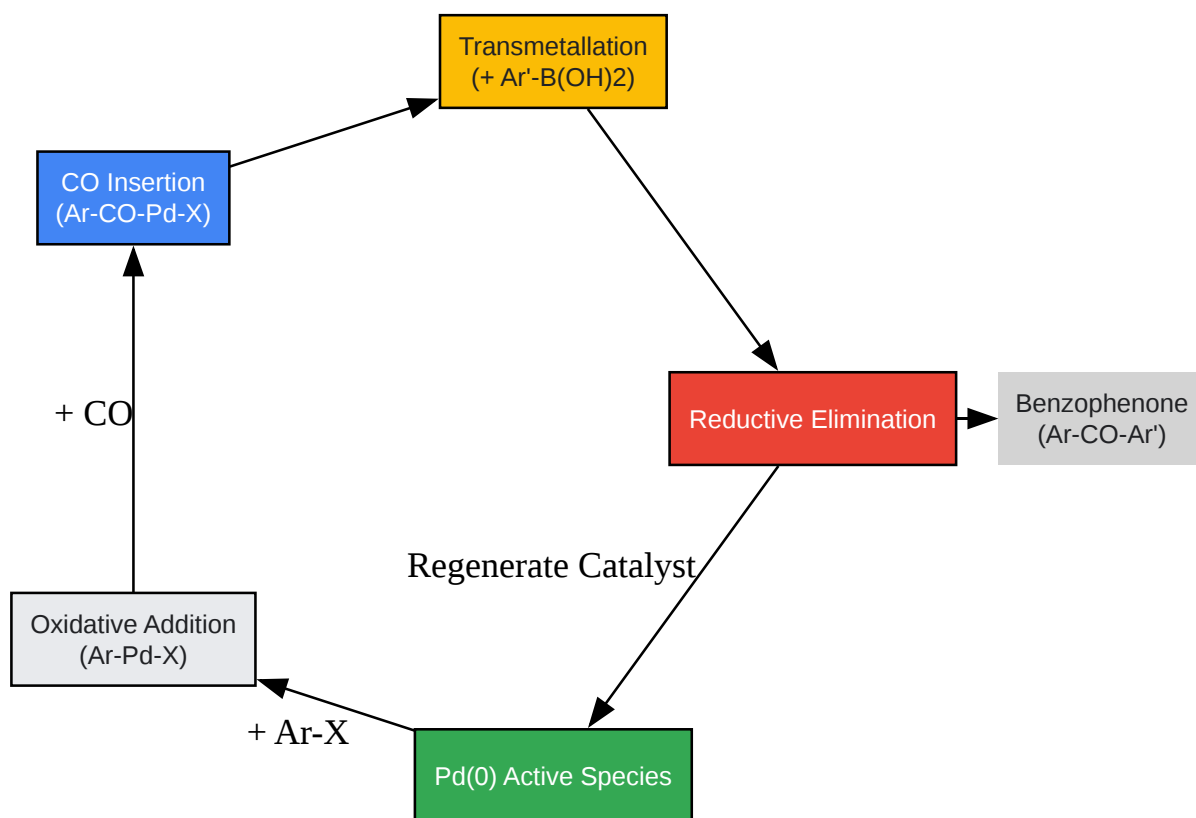 Transmetallation
(+ Ar'-B(OH)2)
CO Insertion
(Ar-CO-Pd-X)
Reductive Elimination
Benzophenone
(Ar-CO-Ar')
+ CO
Regenerate Catalyst
Oxidative Addition
(Ar-Pd-X)
+ Ar-X
Pd(0) Active Species